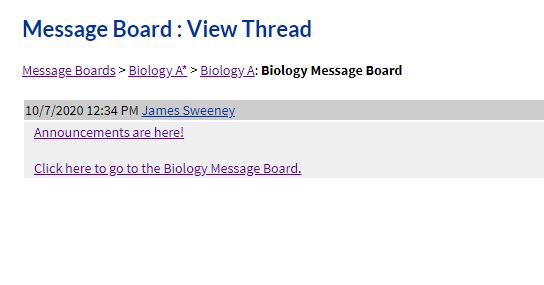 Message Board : View Thread
Message Boards > Biology A* > Biology A: Biology Message Board
10/7/2020 12:34 PM James Sweeney
Announcements are here!
Click here to go to the Biology Message Board.